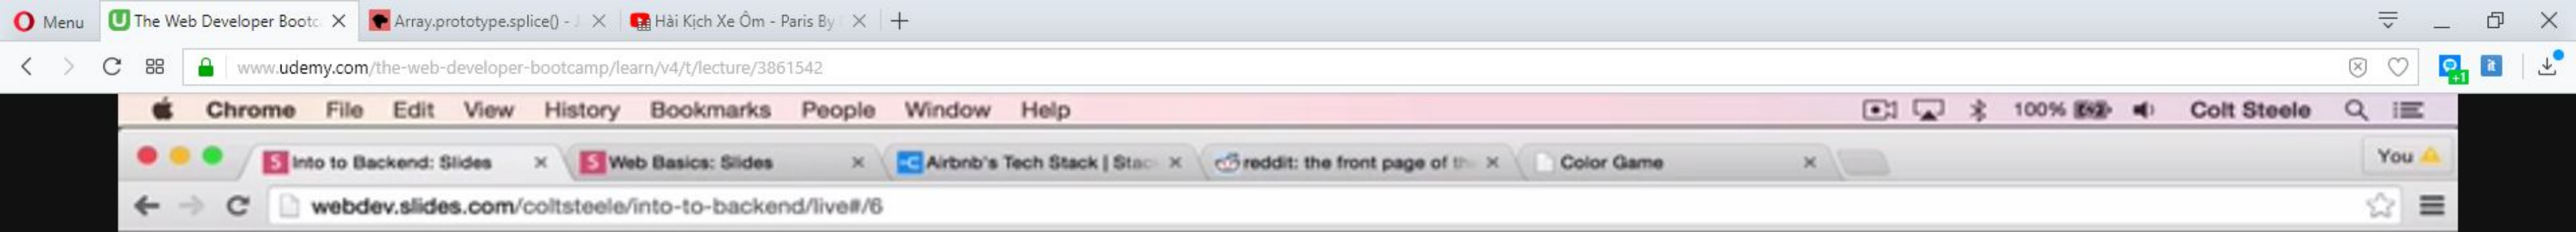 Menu The Web Developer Bootc Array.prototype.splice() - J Hài Kịch Xe Ôm - Paris By
www.udemy.com/the-web-developer-bootcamp/learn/v4/t/lecture/3861542 +1 it
Chrome File Edit View History Bookmarks People Window Help 100% Colt Steele
S Into to Backend: Slides S Web Basics: Slides Airbnb's Tech Stack | Stac reddit: the front page of th Color Game You
webdev.slides.com/coltsteele/into-to-backend/live#/6